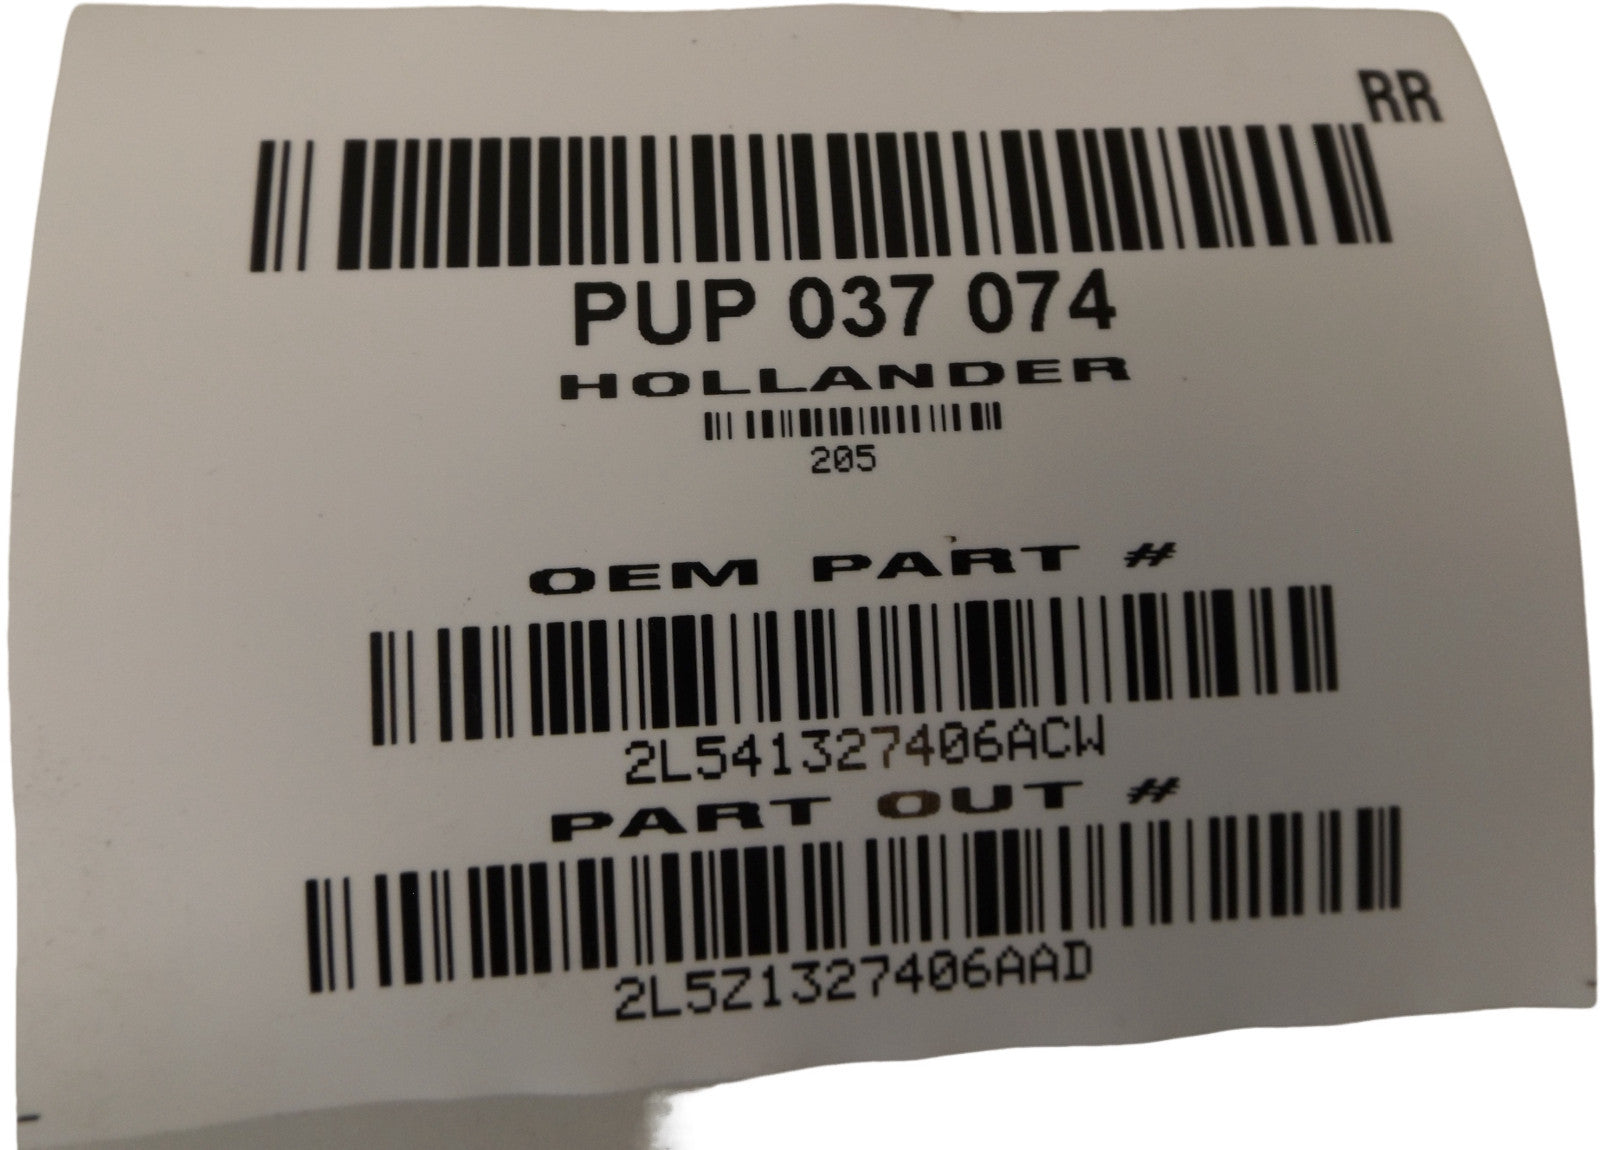 RR
PUP 037 074
HOLLANDER
205
OEM PART #
2L541327406ACW
PART OUT #
2L5Z1327406AAD